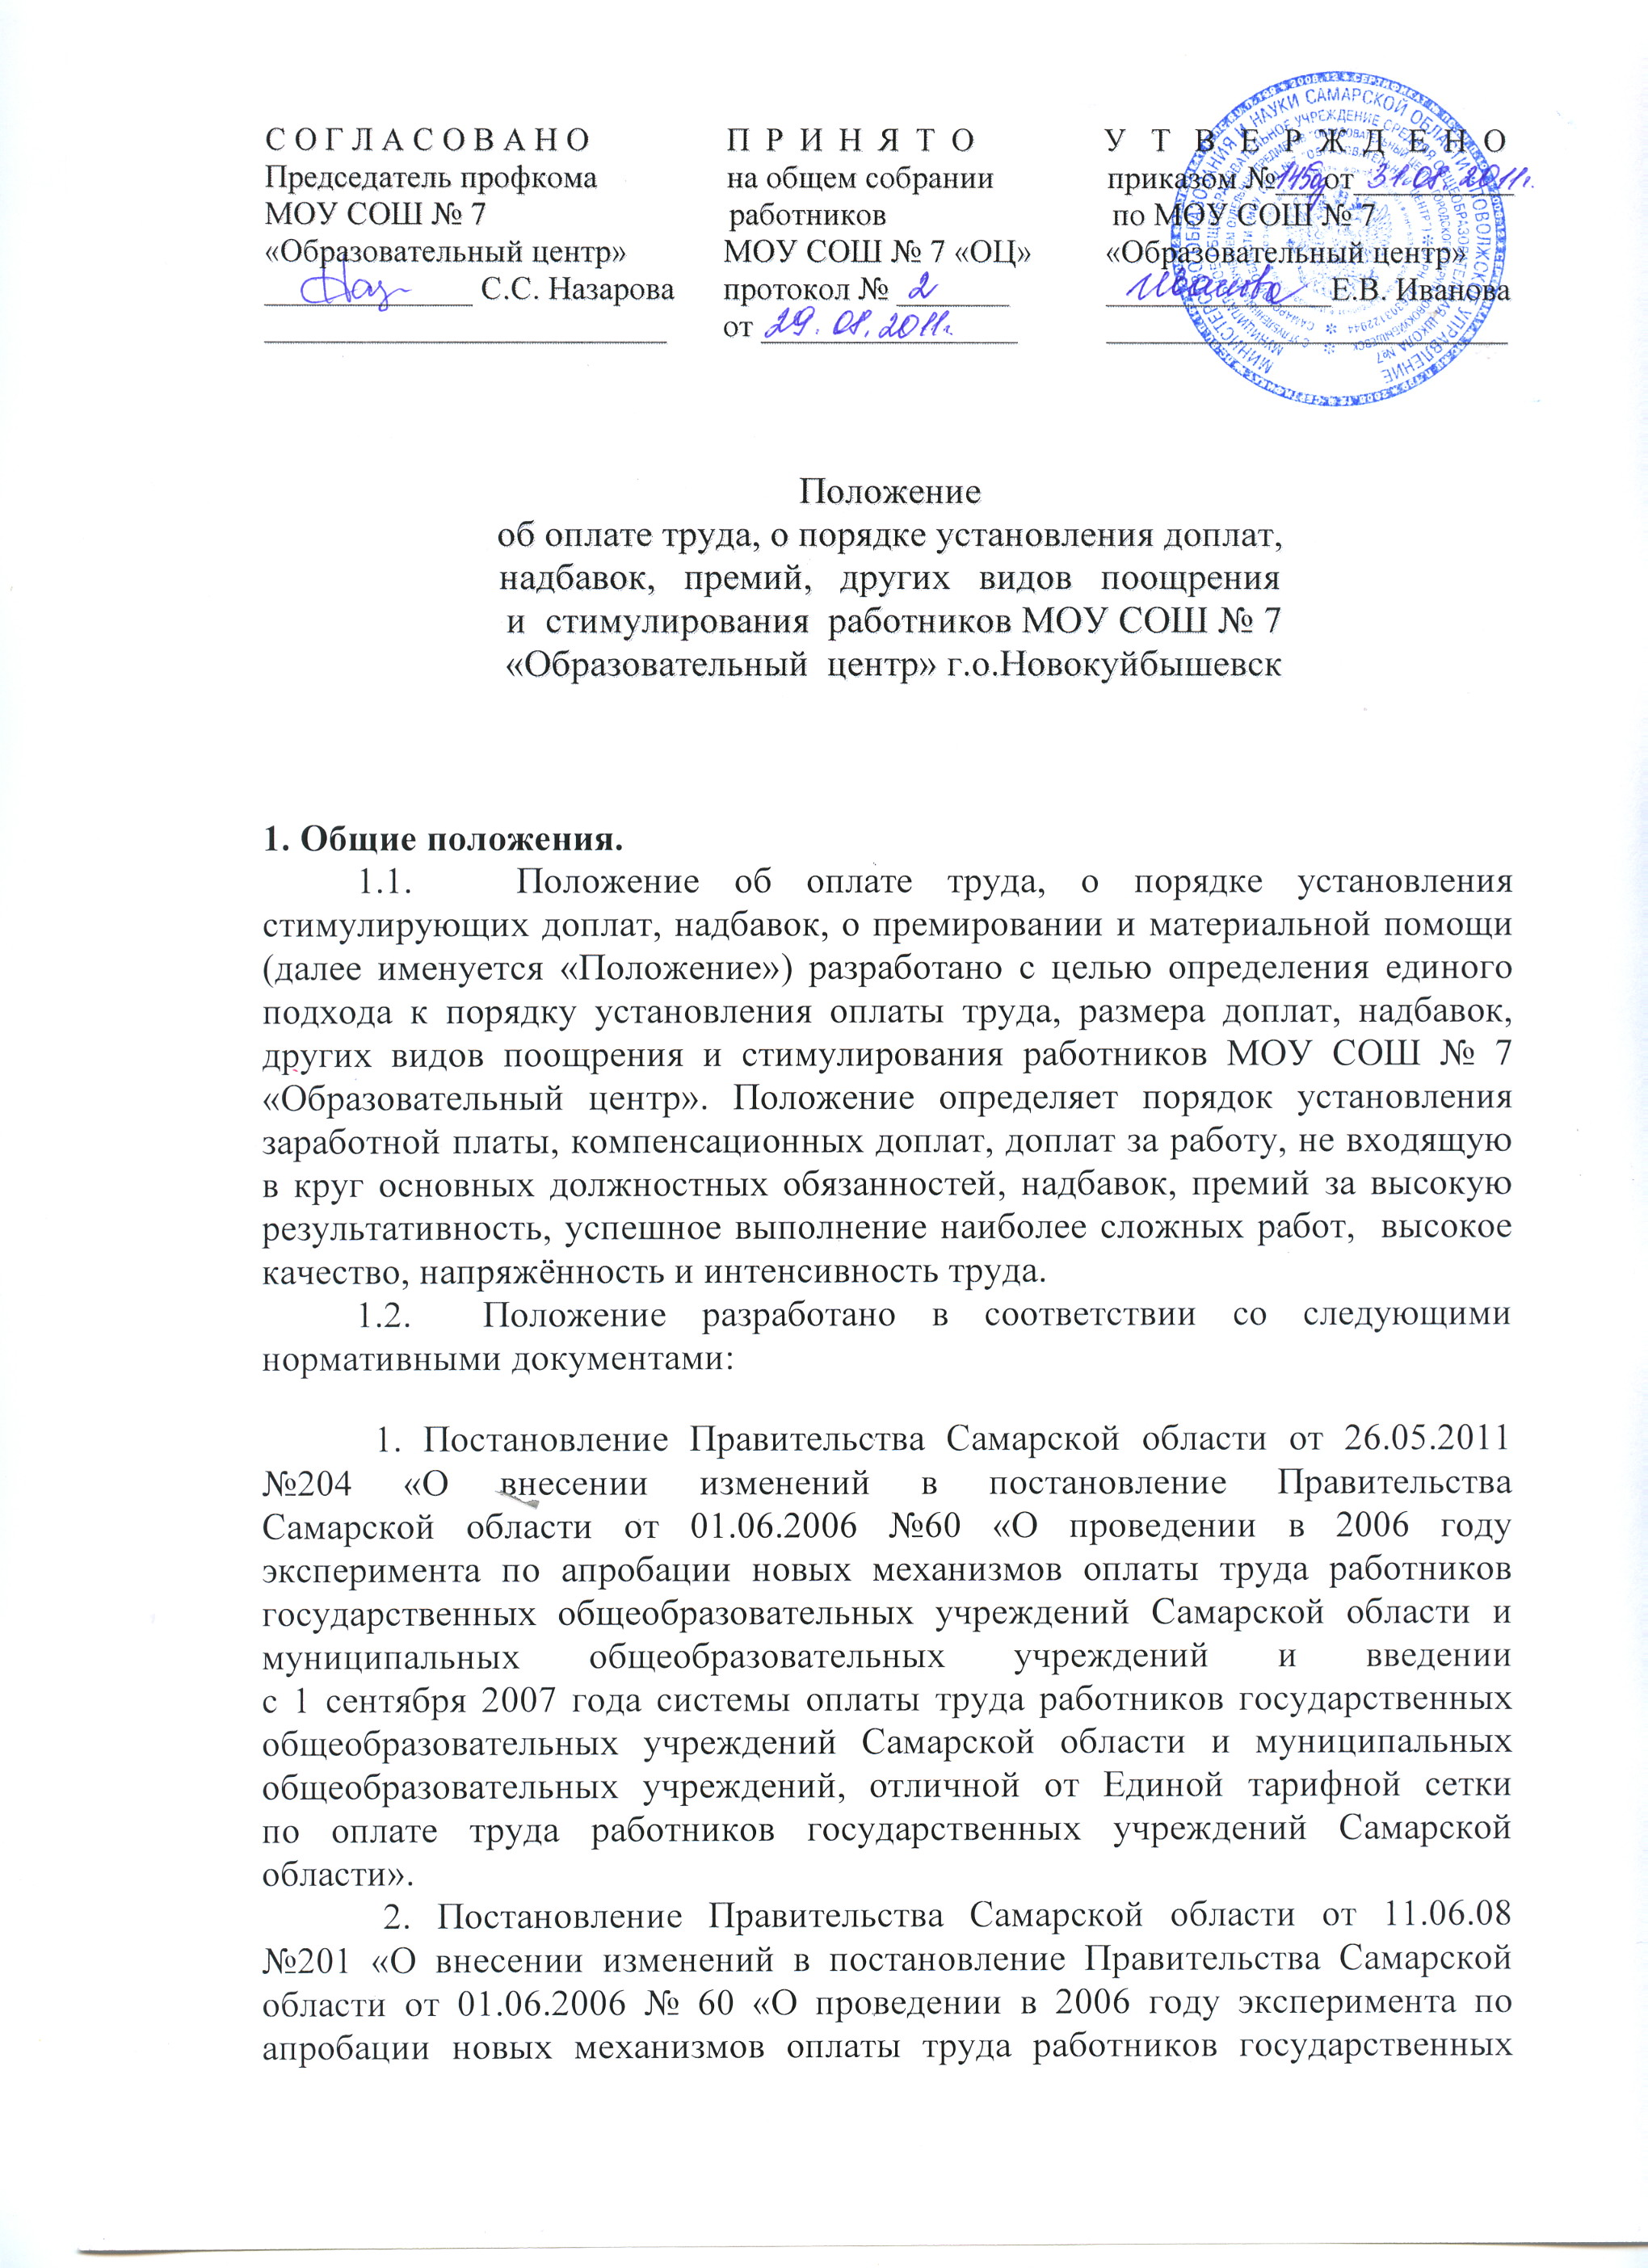 СОГЛАСОВАНО
Председатель профкома
МОУ СОШ № 7
«Образовательный центр»
С.С. Назарова
ПРИНЯТО
на общем собрании
работников
МОУ СОШ № 7 «ОЦ»
протокол № 2
от 29.08.2011г.
УТВЕРЖДЕНО
приказом № 145 от 31.08.2011г.
по МОУ СОШ № 7
«Образовательный центр»
Иванова Е.В. Иванова
Положение
об оплате труда, о порядке установления доплат,
надбавок, премий, других видов поощрения
и стимулирования работников МОУ СОШ № 7
«Образовательный центр» г.о.Новокуйбышевск
1. Общие положения.
1.1. Положение об оплате труда, о порядке установления
стимулирующих доплат, надбавок, о премировании и материальной помощи
(далее именуется «Положение») разработано с целью определения единого
подхода к порядку установления оплаты труда, размера доплат, надбавок,
других видов поощрения и стимулирования работников МОУ СОШ № 7
«Образовательный центр». Положение определяет порядок установления
заработной платы, компенсационных доплат, доплат за работу, не входящую
в круг основных должностных обязанностей, надбавок, премий за высокую
результативность, успешное выполнение наиболее сложных работ, высокое
качество, напряжённость и интенсивность труда.
1.2. Положение разработано в соответствии со следующими
нормативными документами:
1. Постановление Правительства Самарской области от 26.05.2011
№204 «О внесении изменений в постановление Правительства
Самарской области от 01.06.2006 №60 «О проведении в 2006 году
эксперимента по апробации новых механизмов оплаты труда работников
государственных общеобразовательных учреждений Самарской области и
муниципальных общеобразовательных учреждений и введении
с 1 сентября 2007 года системы оплаты труда работников государственных
общеобразовательных учреждений Самарской области и муниципальных
общеобразовательных учреждений, отличной от Единой тарифной сетки
по оплате труда работников государственных учреждений Самарской
области».
2. Постановление Правительства Самарской области от 11.06.08
№201 «О внесении изменений в постановление Правительства Самарской
области от 01.06.2006 № 60 «О проведении в 2006 году эксперимента по
апробации новых механизмов оплаты труда работников государственных